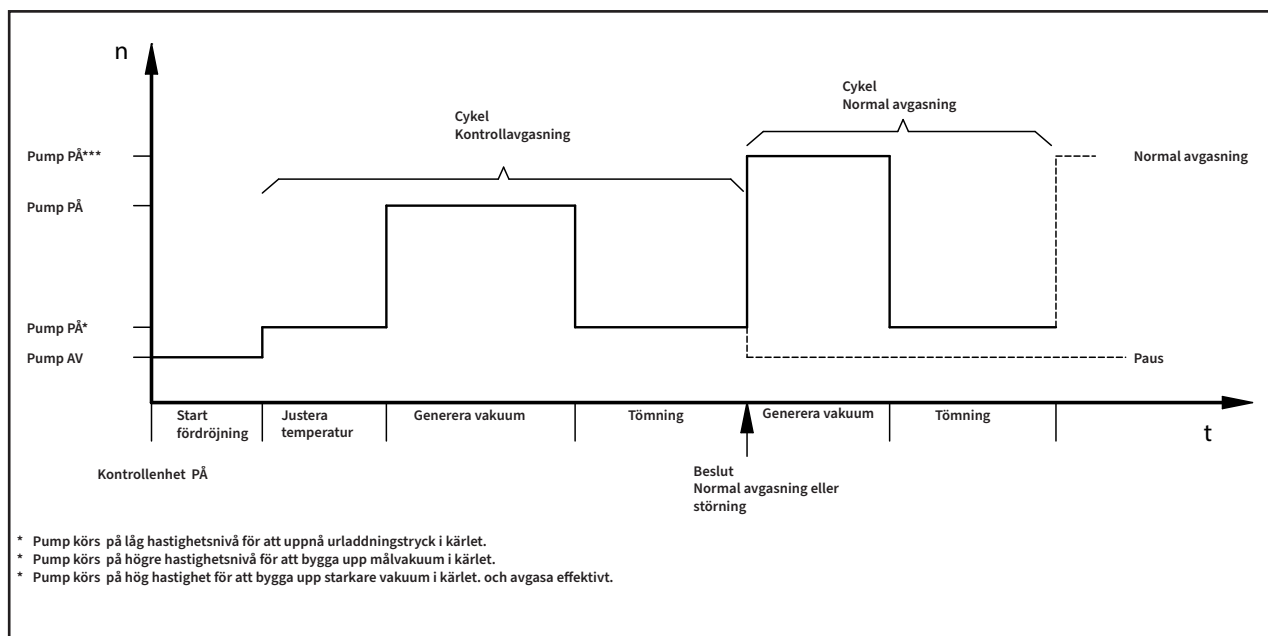 n
Cykel
Normal avgasning
Cykel
Kontrollavgasning
Pump PÅ***
Normal avgasning
Pump PÅ
Pump PÅ*
Pump AV
Paus
Start
fördröjning
Justera
temperatur
Generera vakuum
Tömning
Generera vakuum
Tömning
t
Kontrollenhet PÅ
Beslut
Normal avgasning eller
störning
* Pump körs på låg hastighetsnivå för att uppnå urladdningstryck i kärlet.
* Pump körs på högre hastighetsnivå för att bygga upp målvakuum i kärlet.
* Pump körs på hög hastighet för att bygga upp starkare vakuum i kärlet. och avgasa effektivt.